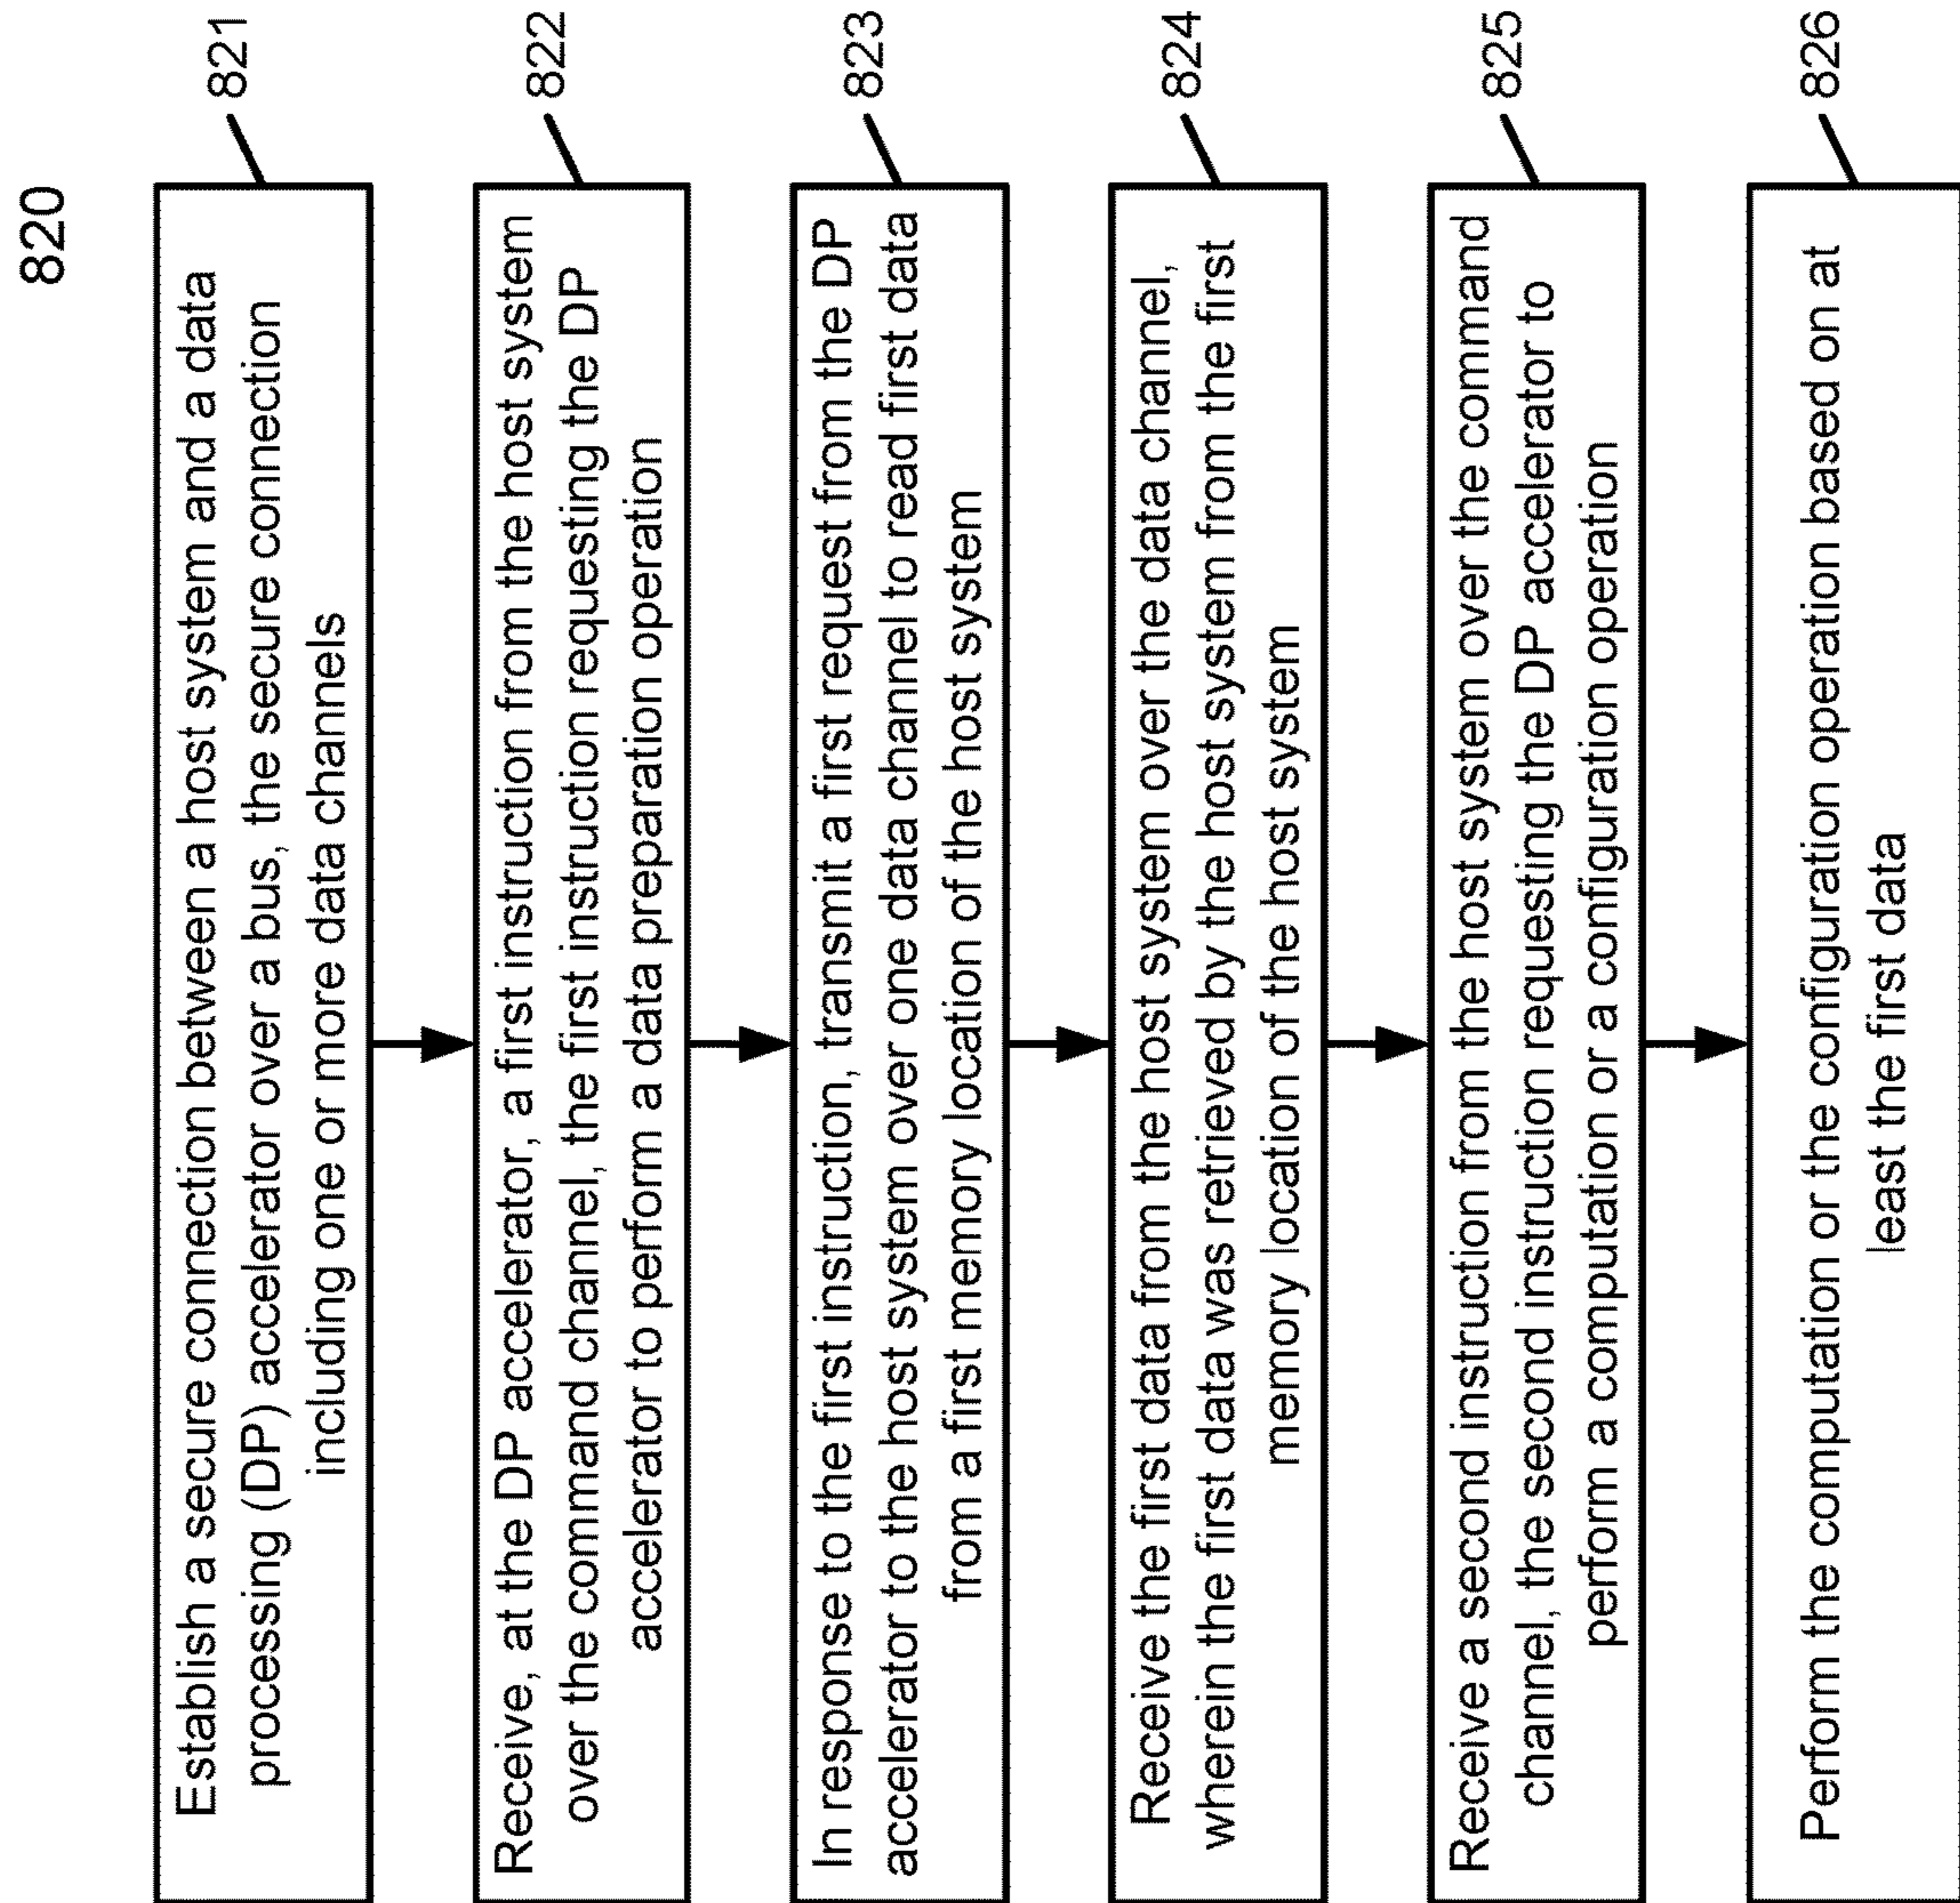 820
Establish a secure connection between a host system and a data
processing (DP) accelerator over a bus, the secure connection
including one or more data channels
821
Receive, at the DP accelerator, a first instruction from the host system
over the command channel, the first instruction requesting the DP
accelerator to perform a data preparation operation
822
In response to the first instruction, transmit a first request from the DP
accelerator to the host system over one data channel to read first data
from a first memory location of the host system
823
Receive the first data from the host system over the data channel,
wherein the first data was retrieved by the host system from the first
memory location of the host system
824
Receive a second instruction from the host system over the command
channel, the second instruction requesting the DP accelerator to
perform a computation or a configuration operation
825
Perform the computation or the configuration operation based on at
least the first data
826